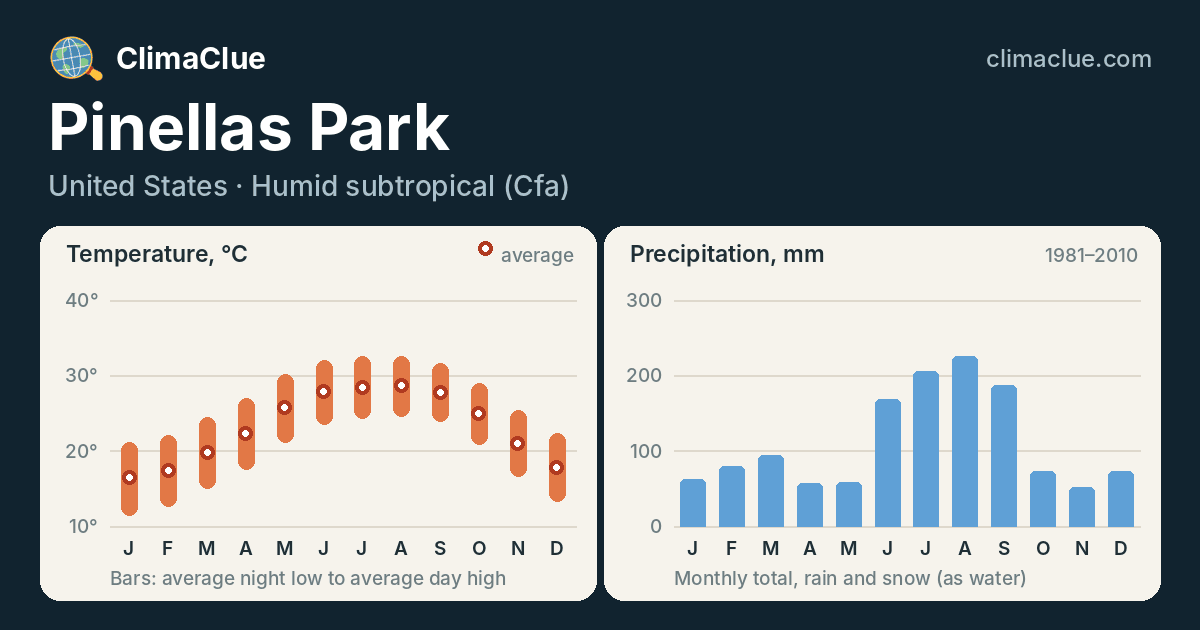 ClimaClue
climaclue.com
Pinellas Park
United States · Humid subtropical (Cfa)
Temperature, °C
average
40°
30°
20°
10°
J F M A M J J A S O N D
Bars: average night low to average day high
Precipitation, mm
1981–2010
300
200
100
0
J F M A M J J A S O N D
Monthly total, rain and snow (as water)